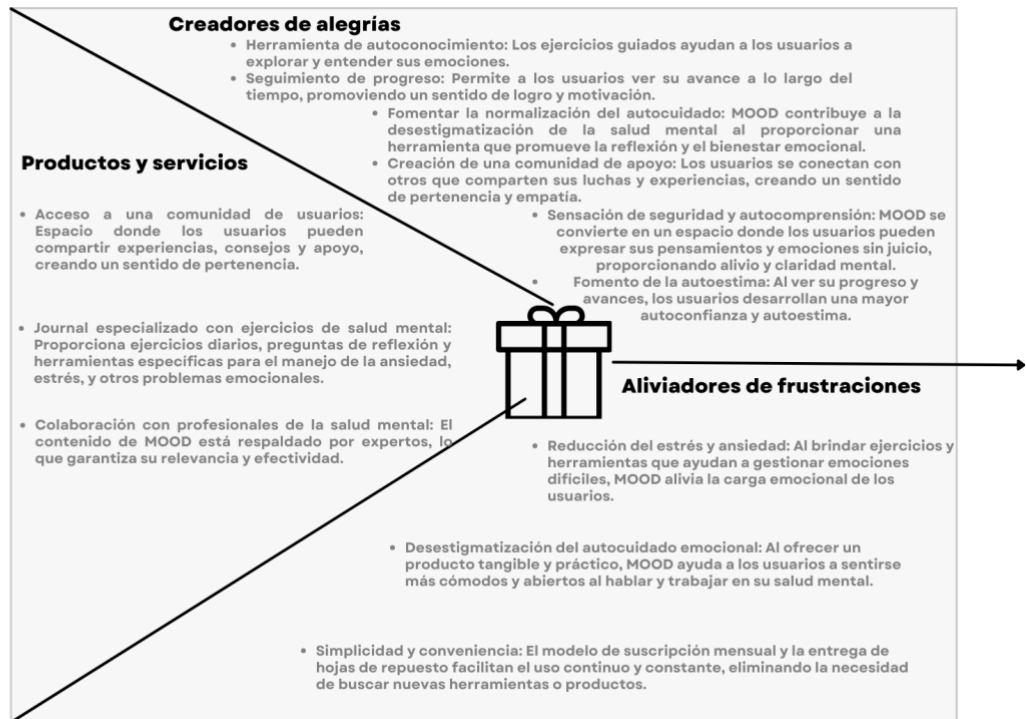 Creadores de alegrías
• Herramienta de autoconocimiento: Los ejercicios guiados ayudan a los usuarios a
explorar y entender sus emociones.
• Seguimiento de progreso: Permite a los usuarios ver su avance a lo largo del
tiempo, promoviendo un sentido de logro y motivación.
• Fomentar la normalización del autocuidado: MOOD contribuye a la
desestigmatización de la salud mental al proporcionar una
herramienta que promueve la reflexión y el bienestar emocional.
• Creación de una comunidad de apoyo: Los usuarios se conectan con
otros que comparten sus luchas y experiencias, creando un sentido
de pertenencia y empatía.
• Sensación de seguridad y autocomprensión: MOOD se
convierte en un espacio donde los usuarios pueden
expresar sus pensamientos y emociones sin juicio,
proporcionando alivio y claridad mental.
• Fomento de la autoestima: Al ver su progreso y
avances, los usuarios desarrollan una mayor
autoconfianza y autoestima.
Productos y servicios
• Acceso a una comunidad de usuarios:
Espacio donde los usuarios pueden
compartir experiencias, consejos y apoyo,
creando un sentido de pertenencia.
• Journal especializado con ejercicios de salud mental:
Proporciona ejercicios diarios, preguntas de reflexión y
herramientas específicas para el manejo de la ansiedad,
estrés, y otros problemas emocionales.
• Colaboración con profesionales de la salud mental: El
contenido de MOOD está respaldado por expertos, lo
que garantiza su relevancia y efectividad.
Aliviadores de frustraciones
• Reducción del estrés y ansiedad: Al brindar ejercicios y
herramientas que ayudan a gestionar emociones
difíciles, MOOD alivia la carga emocional de los
usuarios.
• Desestigmatización del autocuidado emocional: Al ofrecer un
producto tangible y práctico, MOOD ayuda a los usuarios a sentirse
más cómodos y abiertos al hablar y trabajar en su salud mental.
• Simplicidad y conveniencia: El modelo de suscripción mensual y la entrega de
hojas de repuesto facilitan el uso continuo y constante, eliminando la necesidad
de buscar nuevas herramientas o productos.